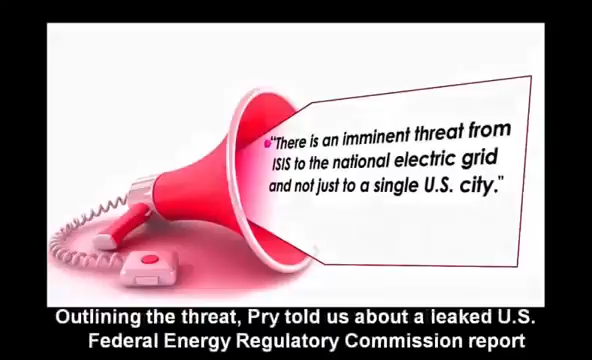 "There is an imminent threat from
ISIS to the national electric grid
and not just to a single U.S. city."
Outlining the threat, Pry told us about a leaked U.S.
Federal Energy Regulatory Commission report